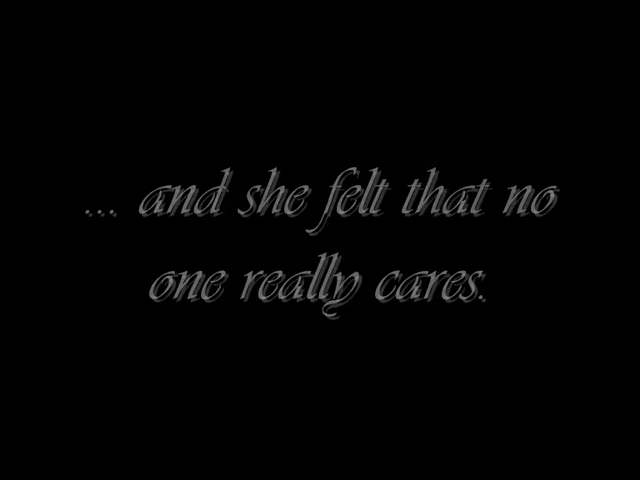 ... and she felt that no
one really cares.